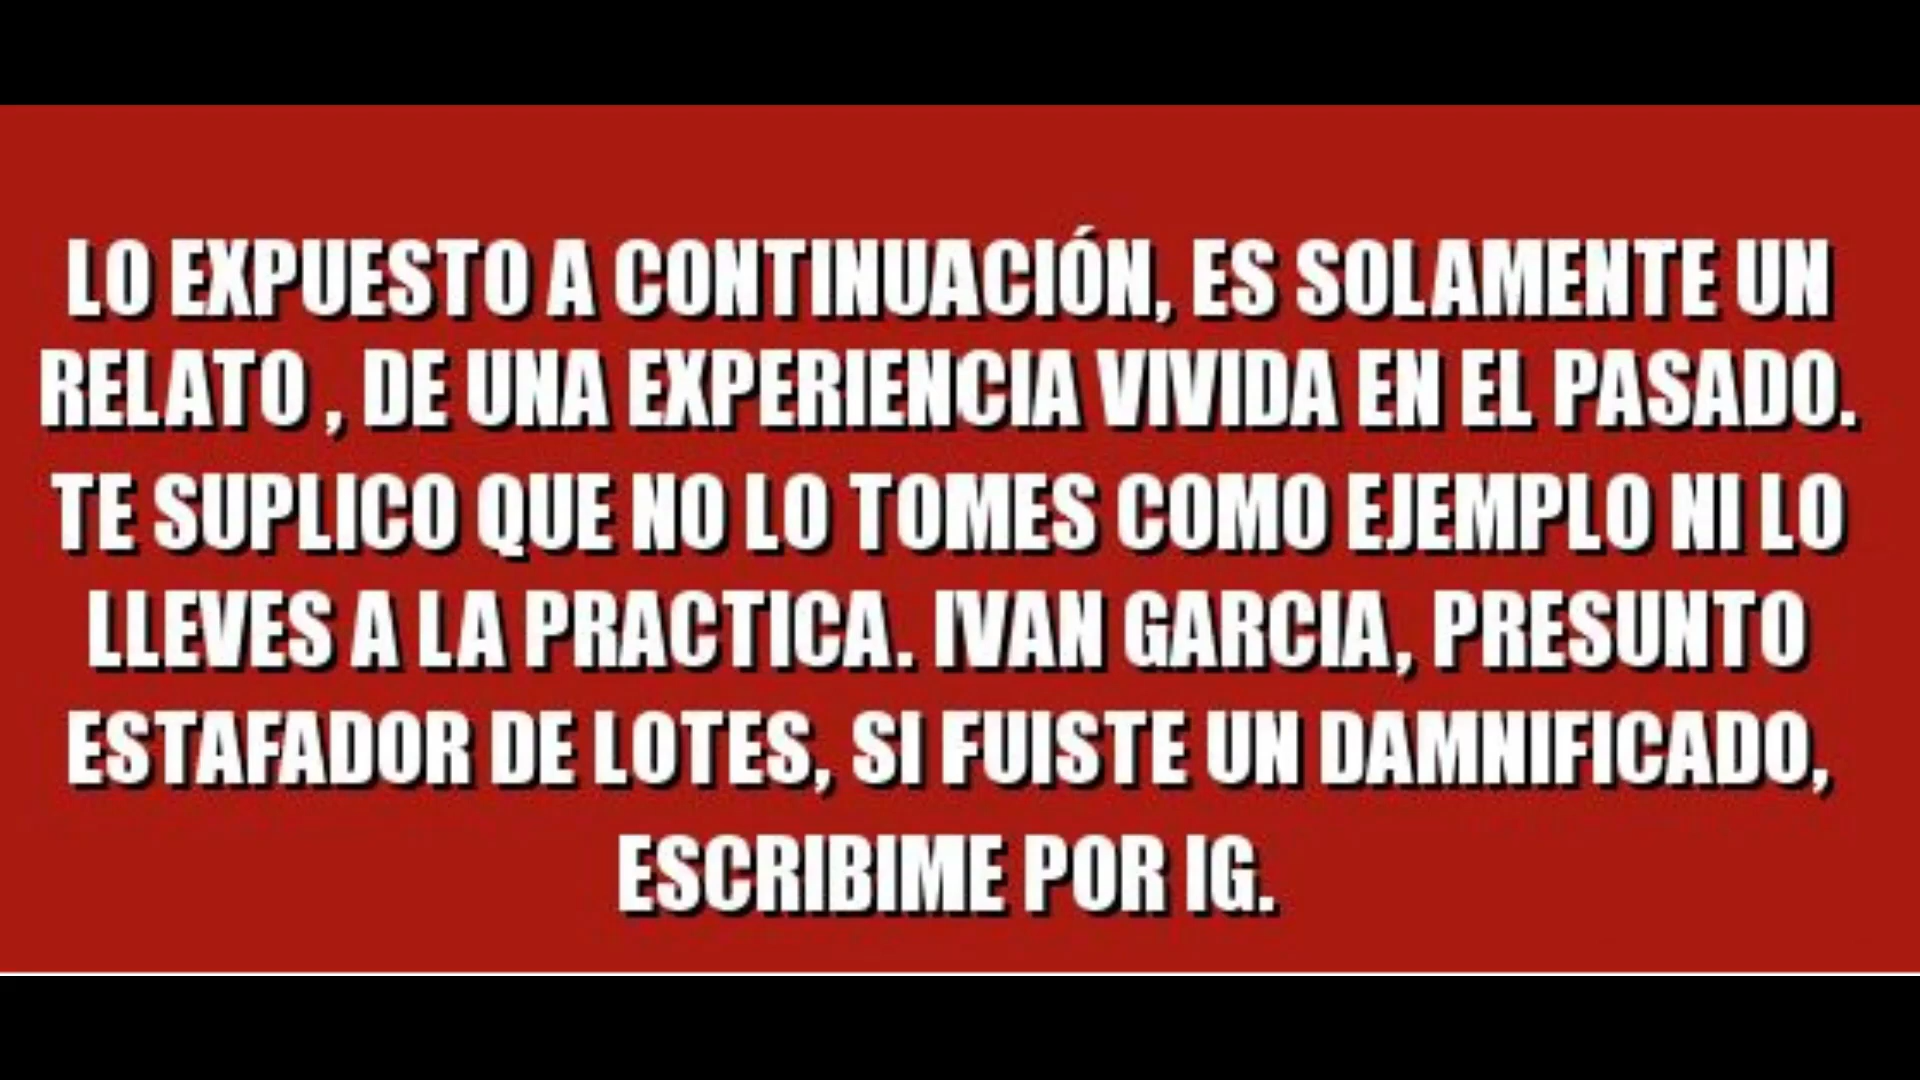 LO EXPUESTO A CONTINUACIÓN, ES SOLAMENTE UN
RELATO , DE UNA EXPERIENCIA VIVIDA EN EL PASADO.
TE SUPLICO QUE NO LO TOMES COMO EJEMPLO NI LO
LLEVES A LA PRACTICA. IVAN GARCIA, PRESUNTO
ESTAFADOR DE LOTES, SI FUISTE UN DAMNIFICADO,
ESCRIBIME POR IG.